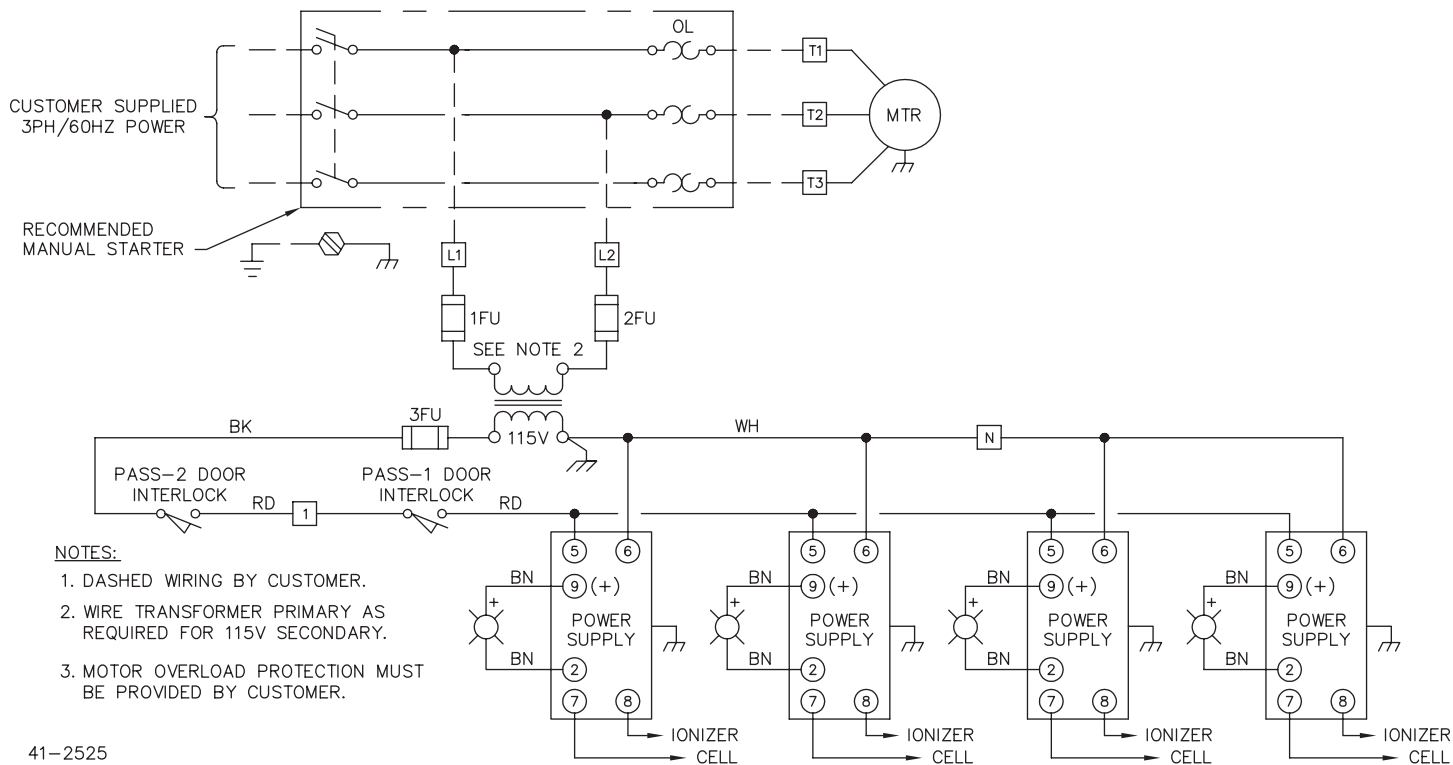 OL
T1
CUSTOMER SUPPLIED
3PH/60HZ POWER
T2
MTR
T3
RECOMMENDED
MANUAL STARTER
L1
L2
1FU
2FU
SEE NOTE 2
3FU
BK
115V
WH
N
PASS-2 DOOR
INTERLOCK
PASS-1 DOOR
INTERLOCK
RD
1
RD
NOTES:
1. DASHED WIRING BY CUSTOMER.
2. WIRE TRANSFORMER PRIMARY AS
REQUIRED FOR 115V SECONDARY.
3. MOTOR OVERLOAD PROTECTION MUST
BE PROVIDED BY CUSTOMER.
5 6
BN 9 (+)
+
POWER
SUPPLY
BN 2
7 8
IONIZER
CELL
5 6
BN 9 (+)
+
POWER
SUPPLY
BN 2
7 8
IONIZER
CELL
5 6
BN 9 (+)
+
POWER
SUPPLY
BN 2
7 8
IONIZER
CELL
5 6
BN 9 (+)
+
POWER
SUPPLY
BN 2
7 8
IONIZER
CELL
41-2525